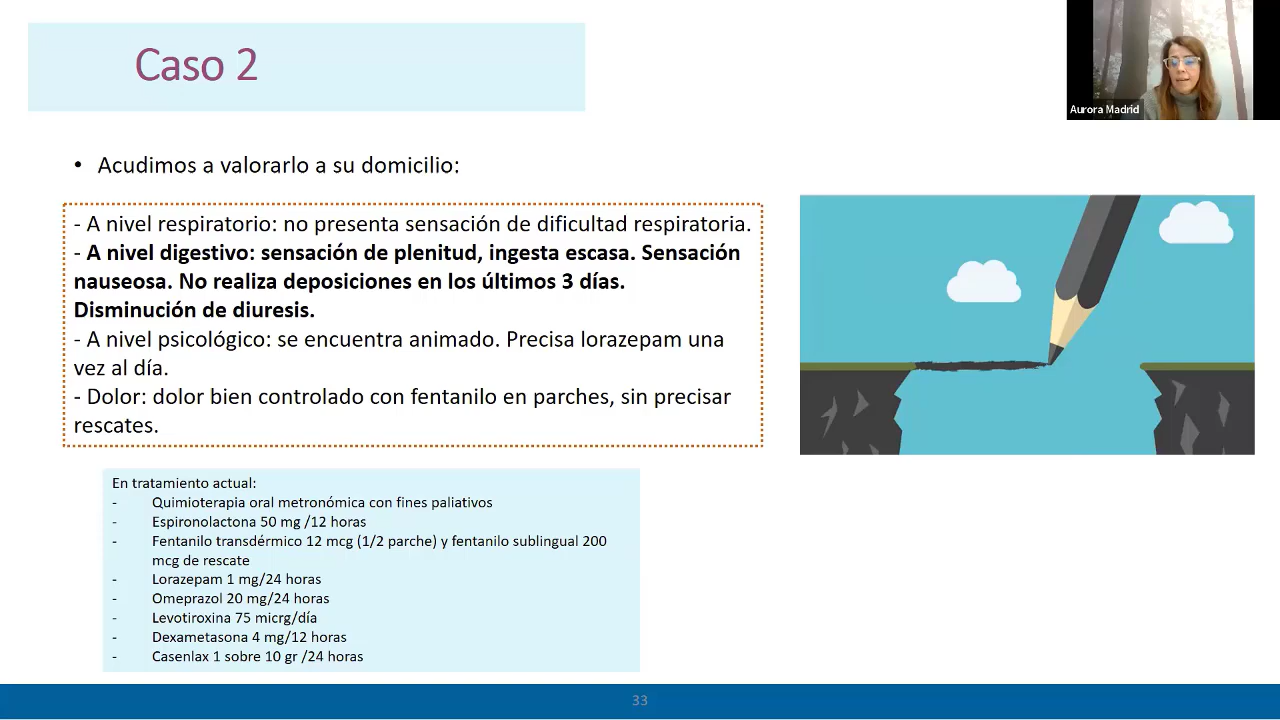 Caso 2
Aurora Madrid
• Acudimos a valorarlo a su domicilio:
- A nivel respiratorio: no presenta sensación de dificultad respiratoria.
- A nivel digestivo: sensación de plenitud, ingesta escasa. Sensación
nauseosa. No realiza deposiciones en los últimos 3 días.
Disminución de diuresis.
- A nivel psicológico: se encuentra animado. Precisa lorazepam una
vez al día.
- Dolor: dolor bien controlado con fentanilo en parches, sin precisar
rescates.
En tratamiento actual:
- Quimioterapia oral metronómica con fines paliativos
- Espironolactona 50 mg /12 horas
- Fentanilo transdérmico 12 mcg (1/2 parche) y fentanilo sublingual 200
mcg de rescate
- Lorazepam 1 mg/24 horas
- Omeprazol 20 mg/24 horas
- Levotiroxina 75 micrg/día
- Dexametasona 4 mg/12 horas
- Casenlax 1 sobre 10 gr /24 horas
33